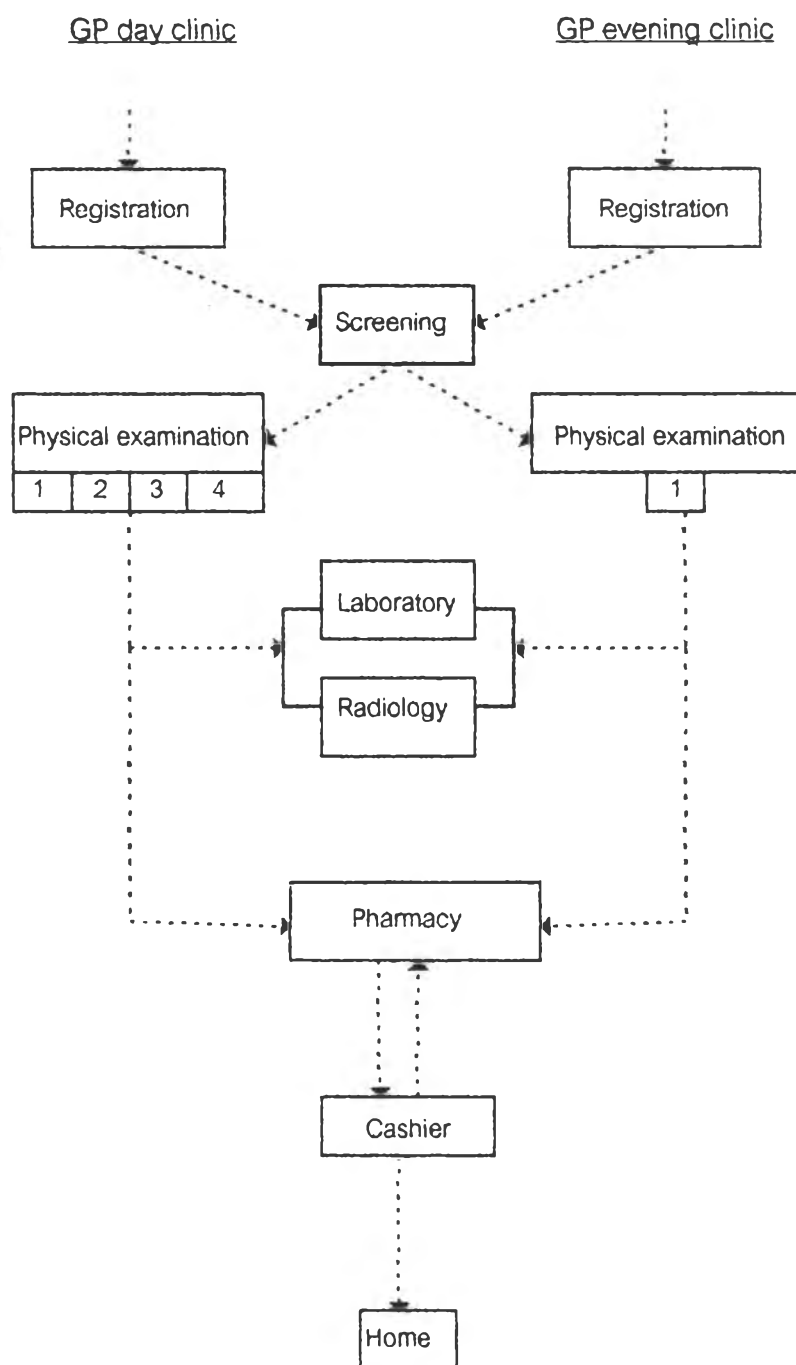 GP day clinic
GP evening clinic
Registration
Registration
Screening
Physical examination
1 2 3 4
Physical examination
1
Laboratory
Radiology
Pharmacy
Cashier
Home